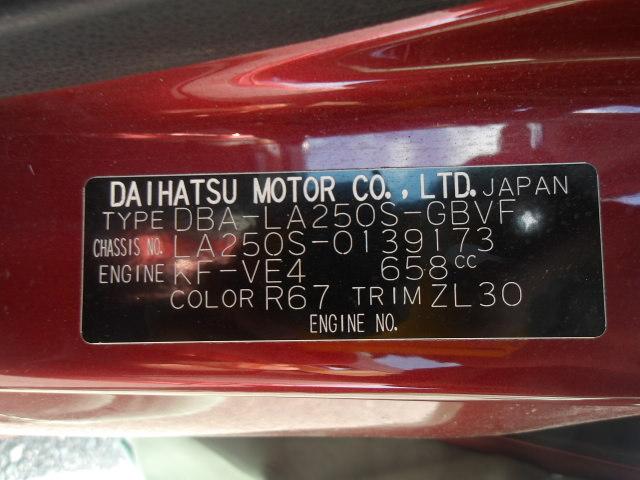 DAIHATSU MOTOR CO., LTD. JAPAN
TYPE DBA-LA250S-GBVF
CHASSIS NO. LA250S-0139173
ENGINE KF-VE4 658cc
COLOR R67 TRIM ZL30
ENGINE NO.